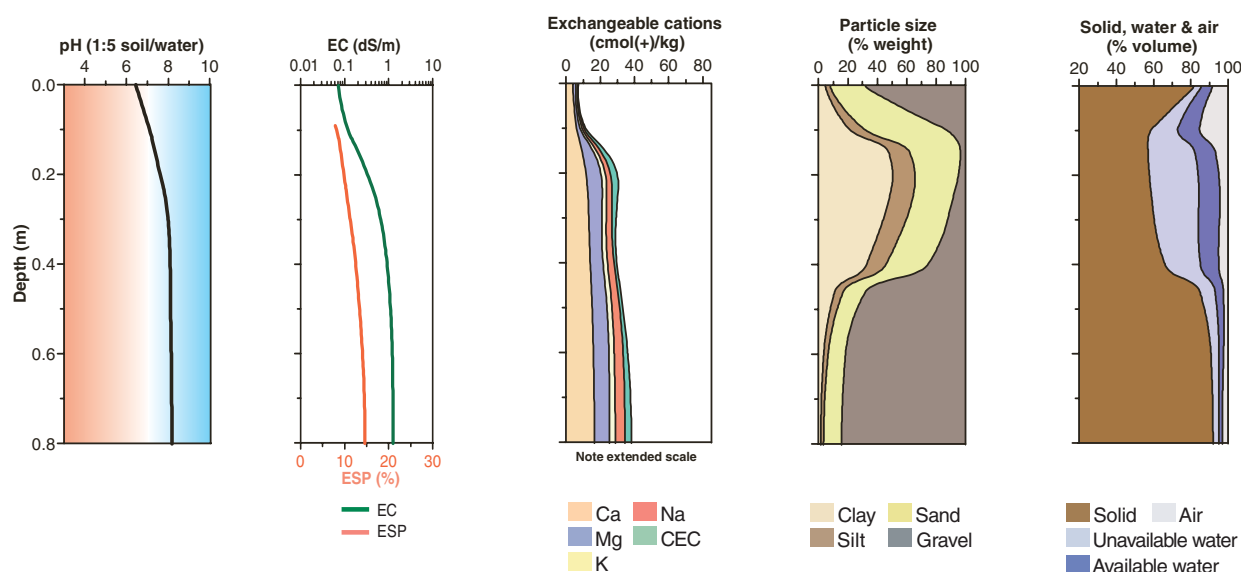 pH (1:5 soil/water)
4 6 8 10
0.0
0.2
0.4
0.6
0.8
Depth (m)
EC (dS/m)
0.01 0.1 1 10
0 10 20 30
ESP (%)
EC
ESP
Exchangeable cations
(cmol(+)/kg)
0 20 40 60 80
Note extended scale
Ca Na
Mg CEC
K
Particle size
(% weight)
0 20 40 60 80 100
Clay Sand
Silt Gravel
Solid, water & air
(% volume)
20 40 60 80 100
Solid Air
Unavailable water
Available water